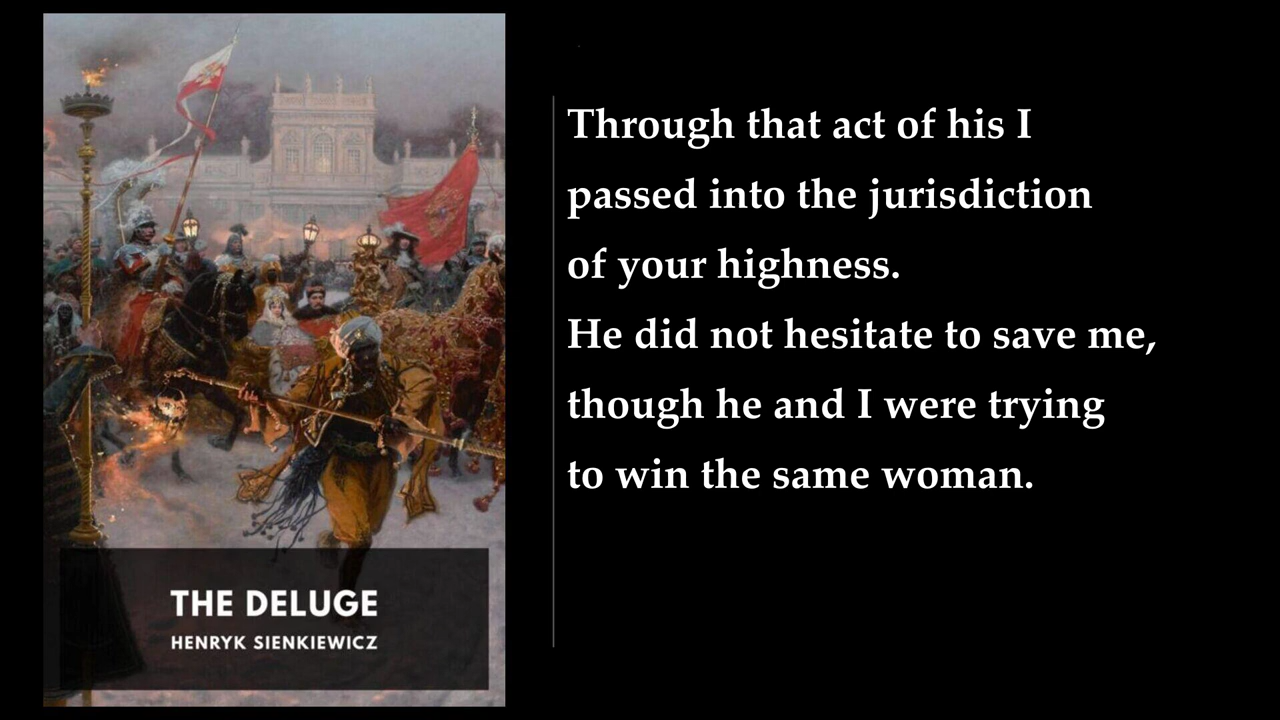 Through that act of his I
passed into the jurisdiction
of your highness.
He did not hesitate to save me,
though he and I were trying
to win the same woman.
THE DELUGE
HENRYK SIENKIEWICZ